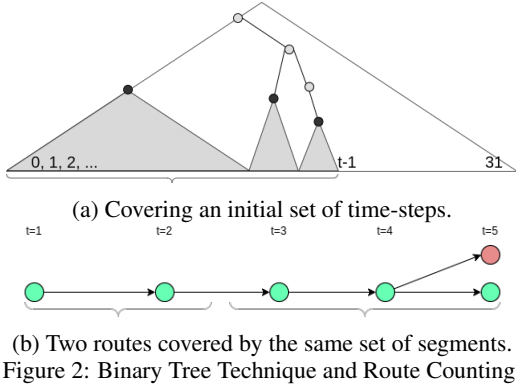 0, 1, 2, ...
t-1
31
(a) Covering an initial set of time-steps.
t=1 t=2 t=3 t=4 t=5
(b) Two routes covered by the same set of segments.
Figure 2: Binary Tree Technique and Route Counting